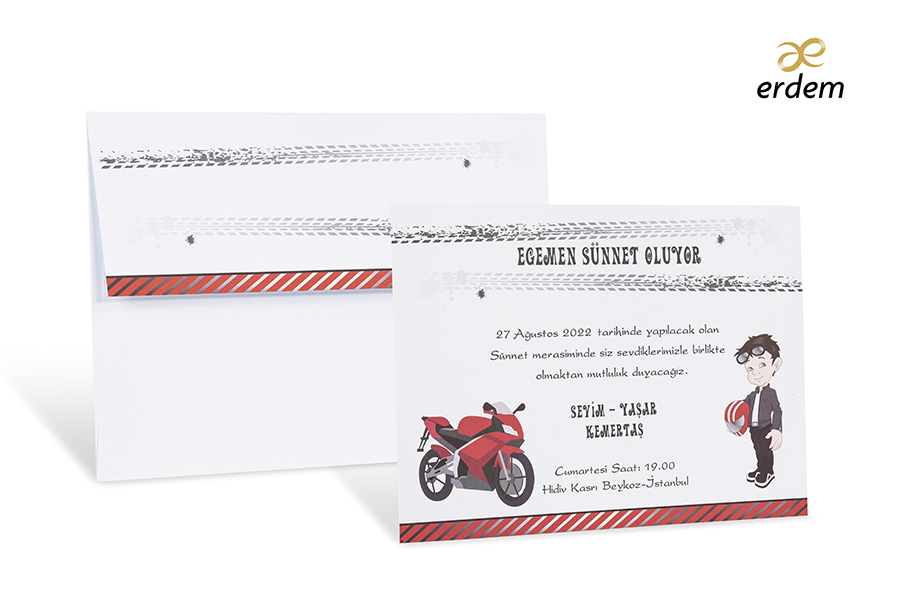 erdem
EGEMEN SÜNNET OLUYOR
27 Ağustos 2022 tarihinde yapılacak olan
Sünnet merasiminde siz sevdiklerimizle birlikte
olmaktan mutluluk duyacağız.
SEVİM - YAŞAR
KEMERTAŞ
Cumartesi Saat: 19.00
Hidiv Kasrı Beykoz-İstanbul